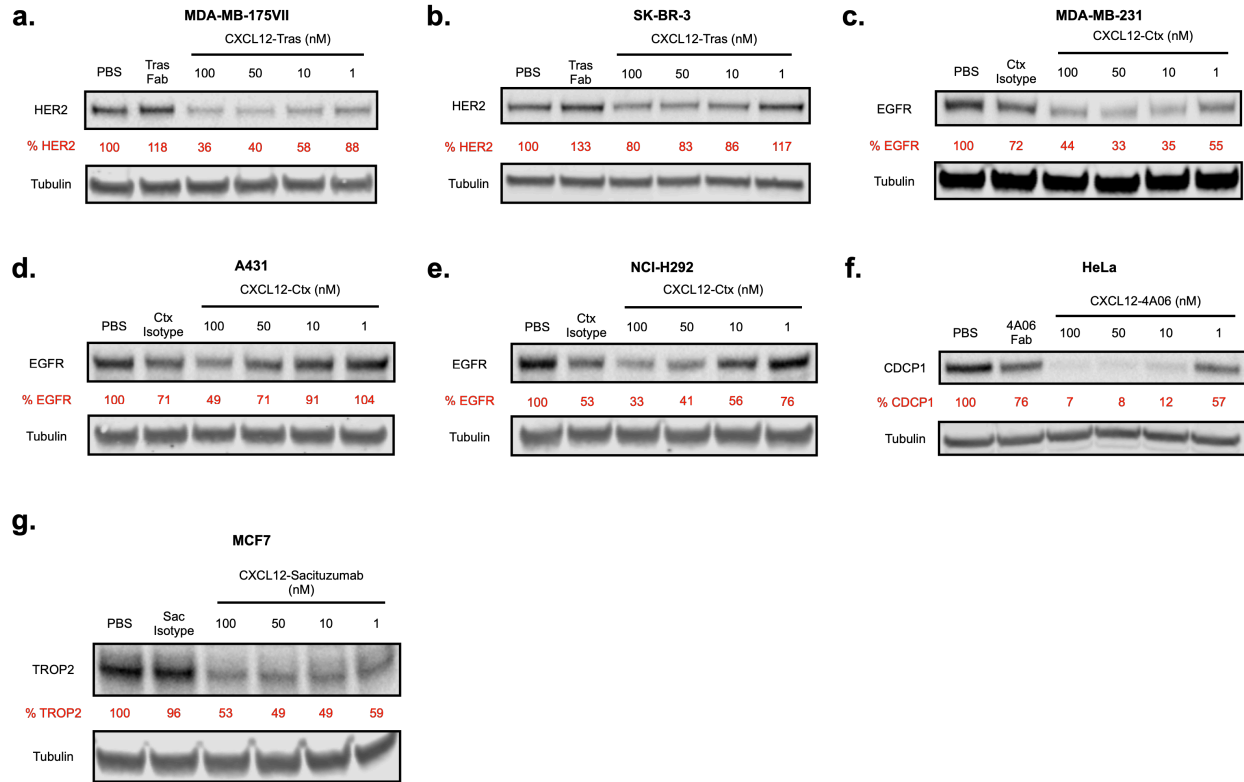 a.
MDA-MB-175VII
CXCL12-Tras (nM)
PBS Tras Fab 100 50 10 1
HER2
% HER2 100 118 36 40 58 88
Tubulin
b.
SK-BR-3
CXCL12-Tras (nM)
PBS Tras Fab 100 50 10 1
HER2
% HER2 100 133 80 83 86 117
Tubulin
c.
MDA-MB-231
CXCL12-Ctx (nM)
PBS Ctx Isotype 100 50 10 1
EGFR
% EGFR 100 72 44 33 35 55
Tubulin
d.
A431
CXCL12-Ctx (nM)
PBS Ctx Isotype 100 50 10 1
EGFR
% EGFR 100 71 49 71 91 104
Tubulin
e.
NCI-H292
CXCL12-Ctx (nM)
PBS Ctx Isotype 100 50 10 1
EGFR
% EGFR 100 53 33 41 56 76
Tubulin
f.
HeLa
CXCL12-4A06 (nM)
PBS 4A06 Fab 100 50 10 1
CDCP1
% CDCP1 100 76 7 8 12 57
Tubulin
g.
MCF7
CXCL12-Sacituzumab
(nM)
PBS Sac Isotype 100 50 10 1
TROP2
% TROP2 100 96 53 49 49 59
Tubulin